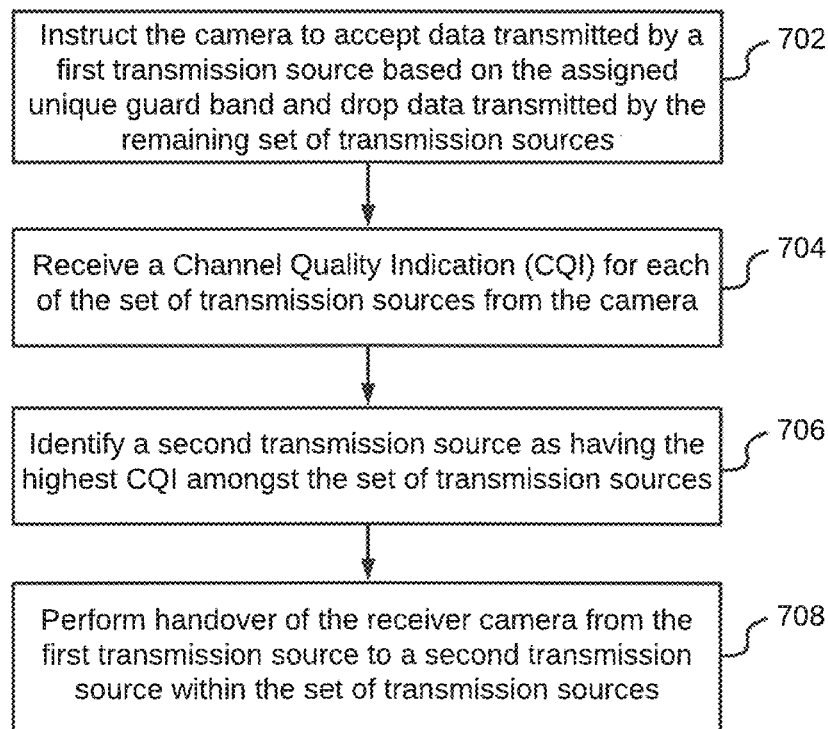 Instruct the camera to accept data transmitted by a
first transmission source based on the assigned
unique guard band and drop data transmitted by the
remaining set of transmission sources
702
Receive a Channel Quality Indication (CQI) for each
of the set of transmission sources from the camera
704
Identify a second transmission source as having the
highest CQI amongst the set of transmission sources
706
Perform handover of the receiver camera from the
first transmission source to a second transmission
source within the set of transmission sources
708